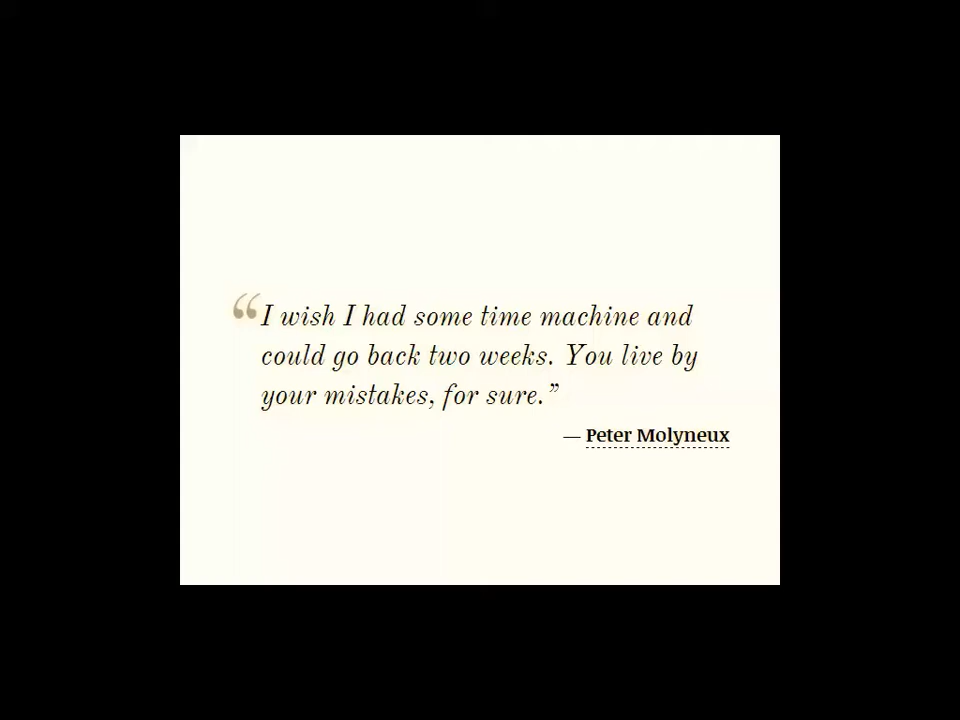 “I wish I had some time machine and
could go back two weeks. You live by
your mistakes, for sure.”
— Peter Molyneux